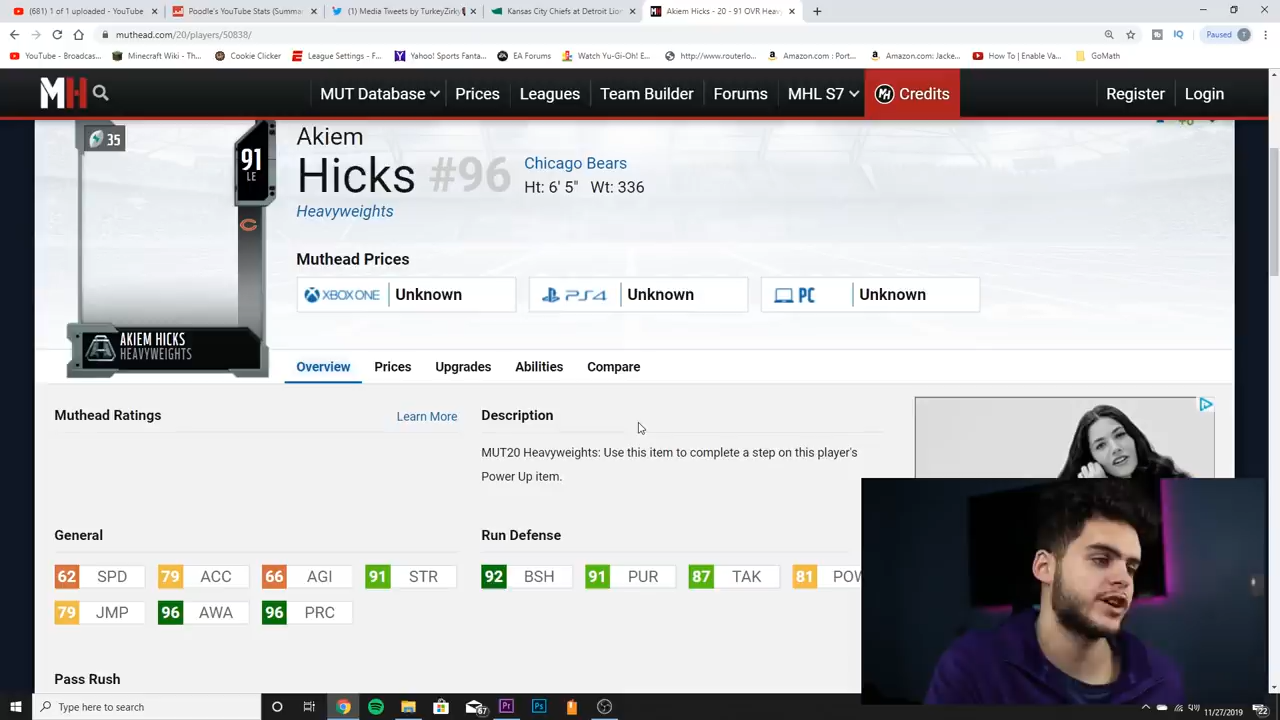 (681) 1 of 1 uploaded - YouTube
Poodle's YouTube Stats (Summa
(1) Media Tweets by TurkeyZirky
Kansas City Chiefs at Detroit Lion
Akiem Hicks - 20 - 91 OVR Heav
muthead.com/20/players/50838/
Paused
T
YouTube - Broadcas...
Minecraft Wiki - Th...
Cookie Clicker
League Settings - F...
Yahoo! Sports Fanta...
EA Forums
Watch Yu-Gi-Oh! E...
http://www.routerlo...
Amazon.com : Port...
Amazon.com: Jacke...
How To | Enable Va...
GoMath
MH
MUT Database
Prices
Leagues
Team Builder
Forums
MHL S7
MH Credits
Register
Login
35
91
LE
AKIEM HICKS
HEAVYWEIGHTS
Akiem
Hicks #96
Heavyweights
Chicago Bears
Ht: 6' 5" Wt: 336
Muthead Prices
XBOX ONE Unknown
PS4 Unknown
PC Unknown
Overview
Prices
Upgrades
Abilities
Compare
Muthead Ratings
Learn More
Description
MUT20 Heavyweights: Use this item to complete a step on this player's
Power Up item.
General
62 SPD
79 ACC
66 AGI
91 STR
79 JMP
96 AWA
96 PRC
Run Defense
92 BSH
91 PUR
87 TAK
81 POW
Pass Rush
Type here to search
Pr
Ps
67
11/27/2019
22